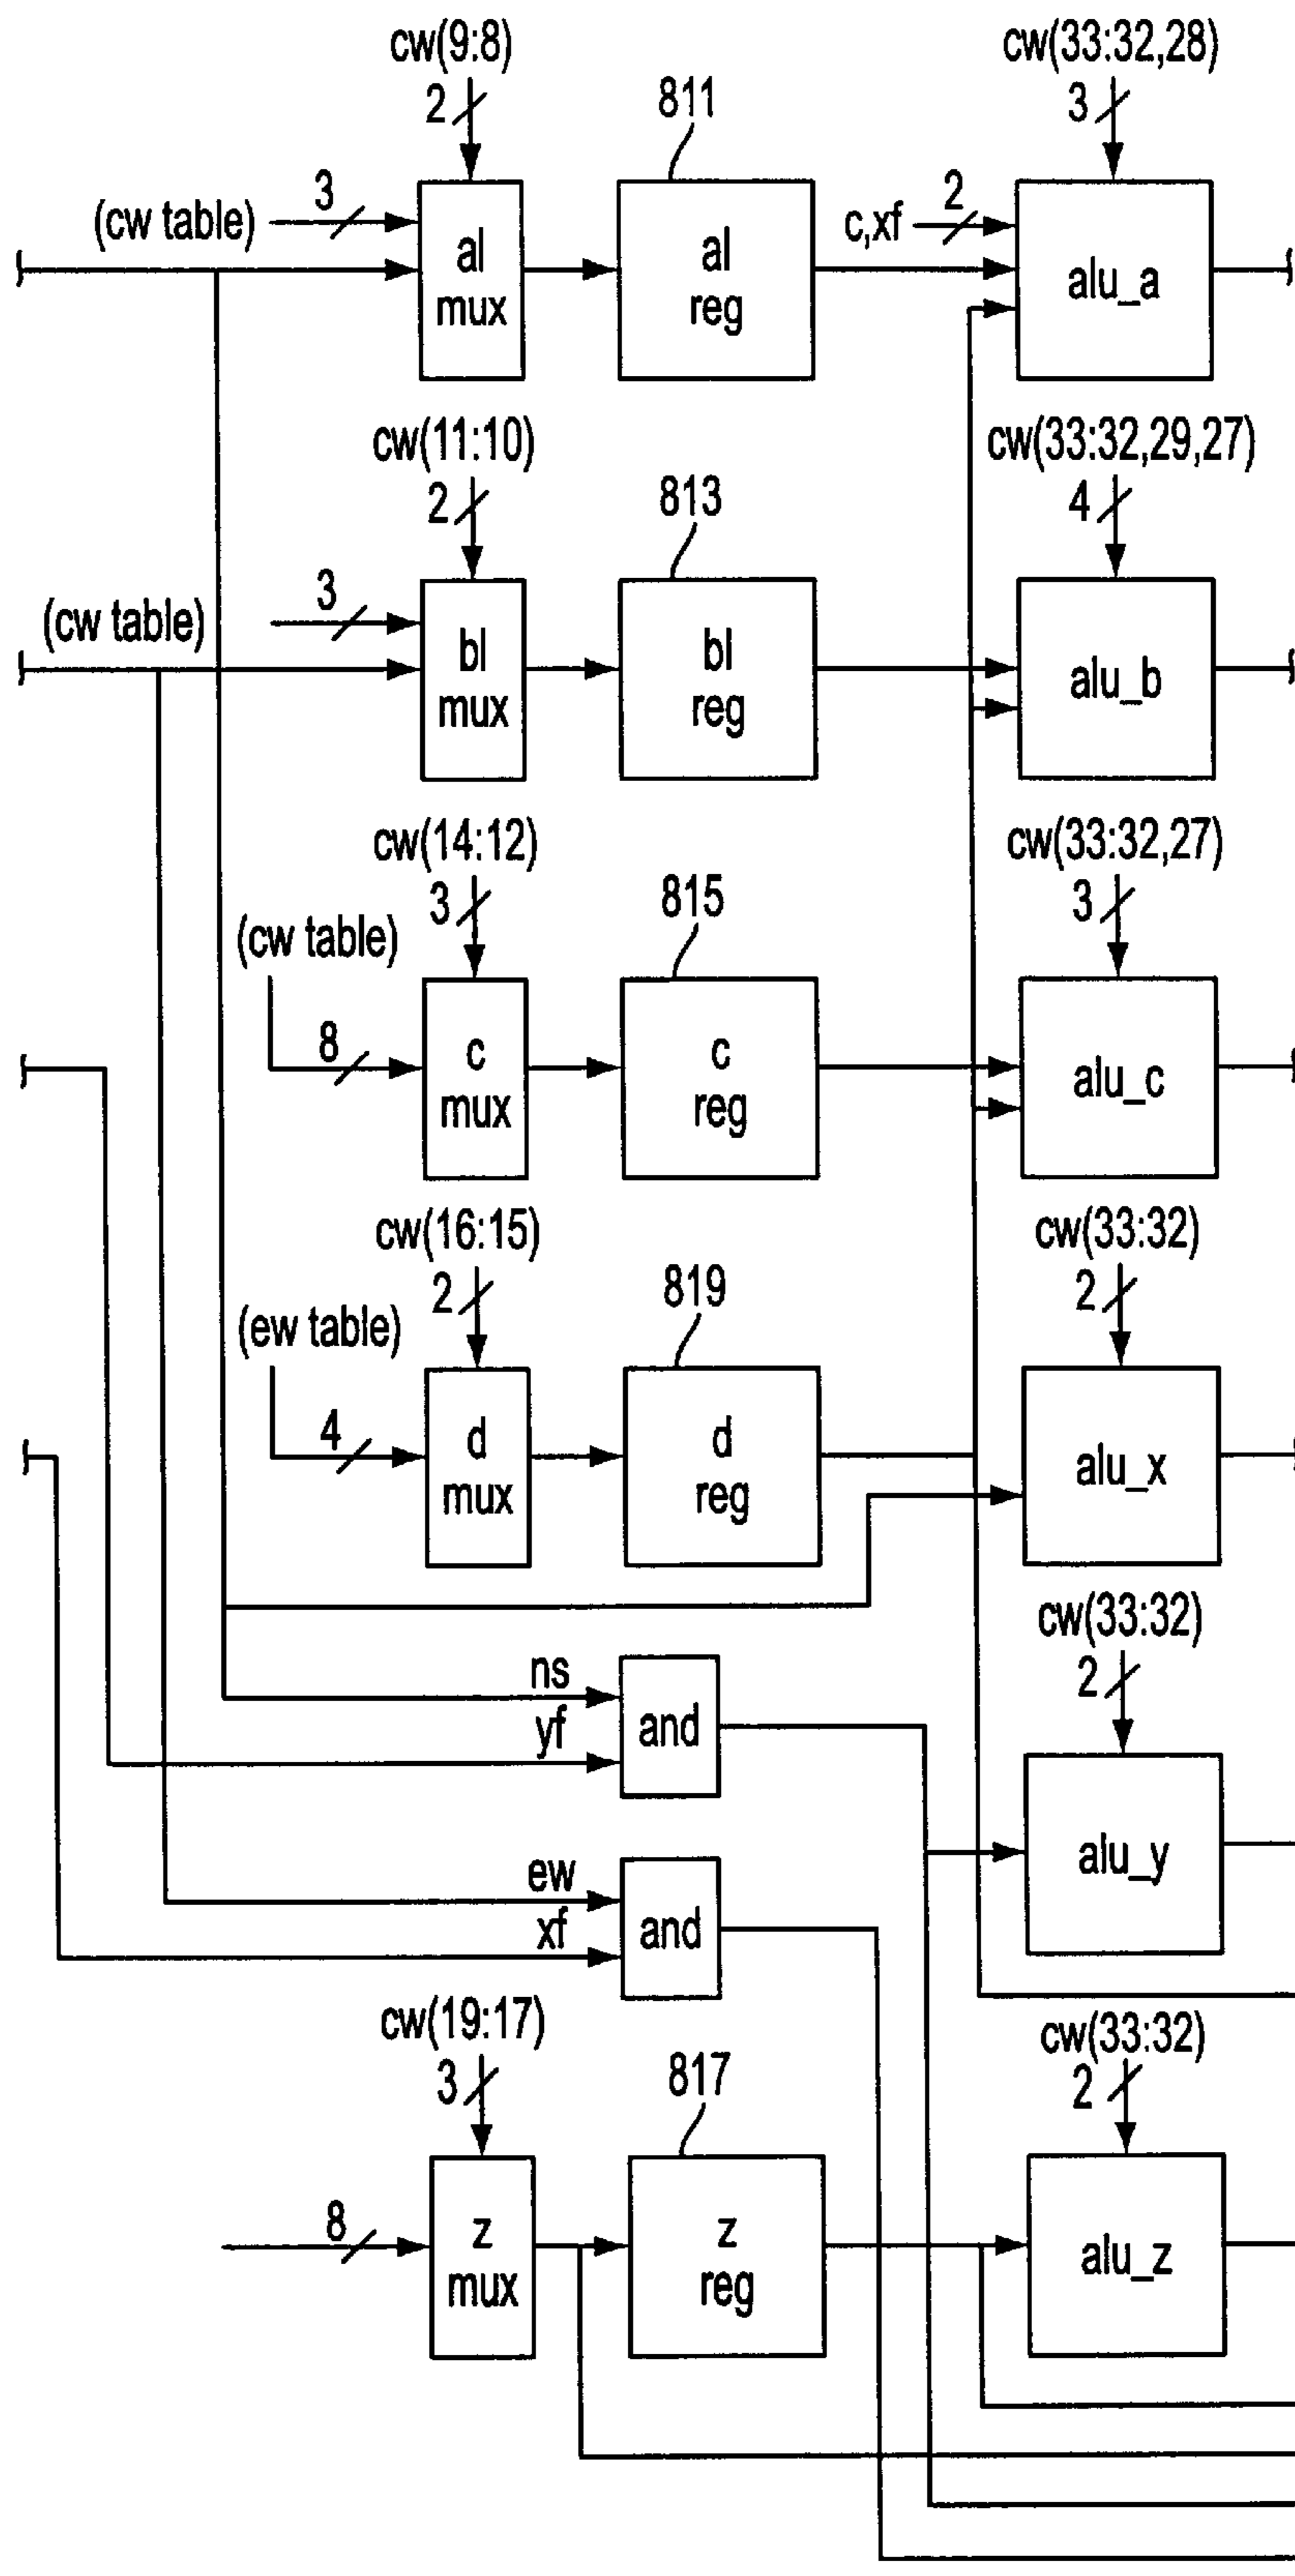 cw(9:8)
2
811
cw(33:32,28)
3
(cw table)
3
al
mux
al
reg
c,xf
2
alu_a
cw(11:10)
2
813
cw(33:32,29,27)
4
(cw table)
3
bl
mux
bl
reg
alu_b
cw(14:12)
3
815
cw(33:32,27)
3
(cw table)
8
c
mux
c
reg
alu_c
cw(16:15)
2
819
cw(33:32)
2
(ew table)
4
d
mux
d
reg
alu_x
cw(33:32)
2
ns
yf
and
alu_y
ew
xf
and
cw(19:17)
3
817
cw(33:32)
2
8
z
mux
z
reg
alu_z